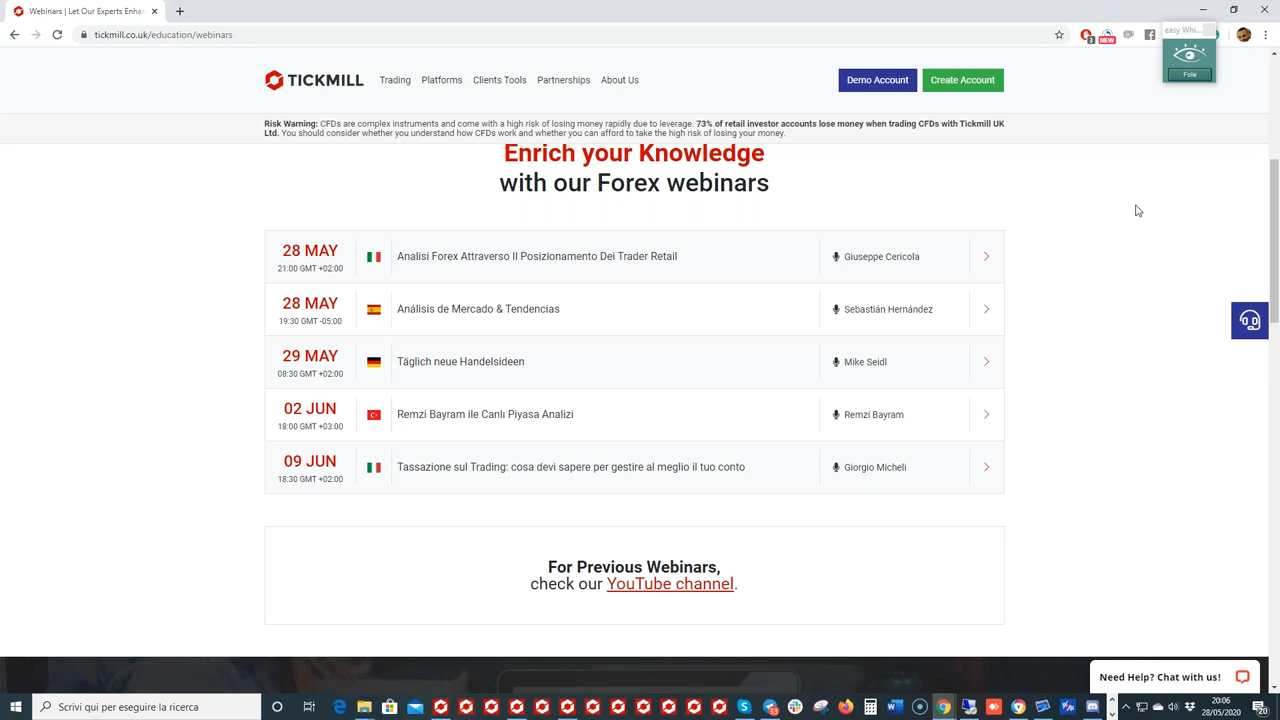 Webinars | Let Our Experts Enha
tickmill.co.uk/education/webinars
3
NEW
easy Whi...
Folie
TICKMILL
Trading
Platforms
Clients Tools
Partnerships
About Us
Demo Account
Create Account
Risk Warning: CFDs are complex instruments and come with a high risk of losing money rapidly due to leverage. 73% of retail investor accounts lose money when trading CFDs with Tickmill UK
Ltd. You should consider whether you understand how CFDs work and whether you can afford to take the high risk of losing your money.
Enrich your Knowledge
with our Forex webinars
28 MAY
21:00 GMT +02:00
Analisi Forex Attraverso Il Posizionamento Dei Trader Retail
Giuseppe Cericola
28 MAY
19:30 GMT -05:00
Análisis de Mercado & Tendencias
Sebastián Hernández
29 MAY
08:30 GMT +02:00
Täglich neue Handelsideen
Mike Seidl
02 JUN
18:00 GMT +03:00
Remzi Bayram ile Canlı Piyasa Analizi
Remzi Bayram
09 JUN
18:30 GMT +02:00
Tassazione sul Trading: cosa devi sapere per gestire al meglio il tuo conto
Giorgio Micheli
For Previous Webinars,
check our YouTube channel.
Need Help? Chat with us!
Scrivi qui per eseguire la ricerca
20:06
28/05/2020
20